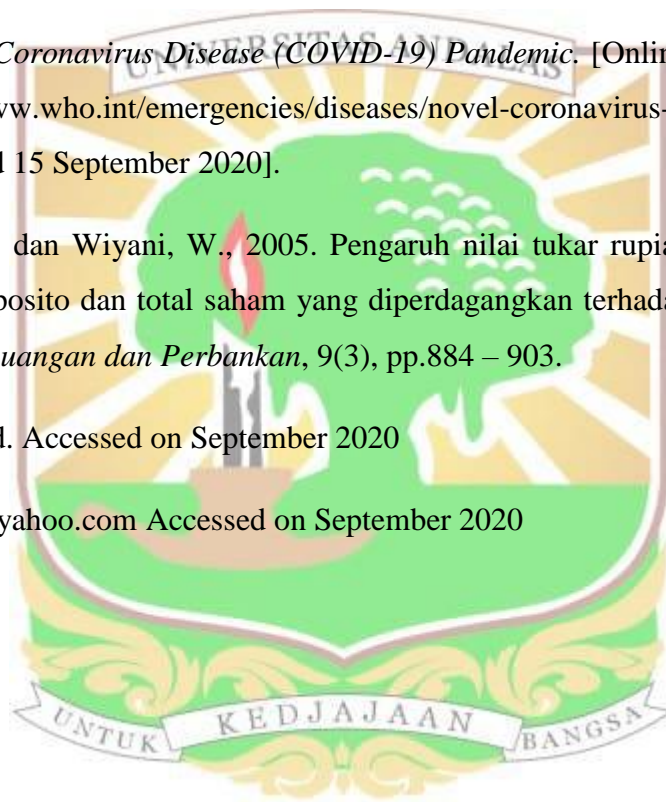 UNIVERSITAS ANDALAS
Coronavirus Disease (COVID-19) Pandemic. [Onlin
ww.who.int/emergencies/diseases/novel-coronavirus-
15 September 2020].
dan Wiyani, W., 2005. Pengaruh nilai tukar rupia
posito dan total saham yang diperdagangkan terhada
uangan dan Perbankan, 9(3), pp.884 – 903.
d. Accessed on September 2020
yahoo.com Accessed on September 2020
UNTUK KEDJAJAAN BANGSA